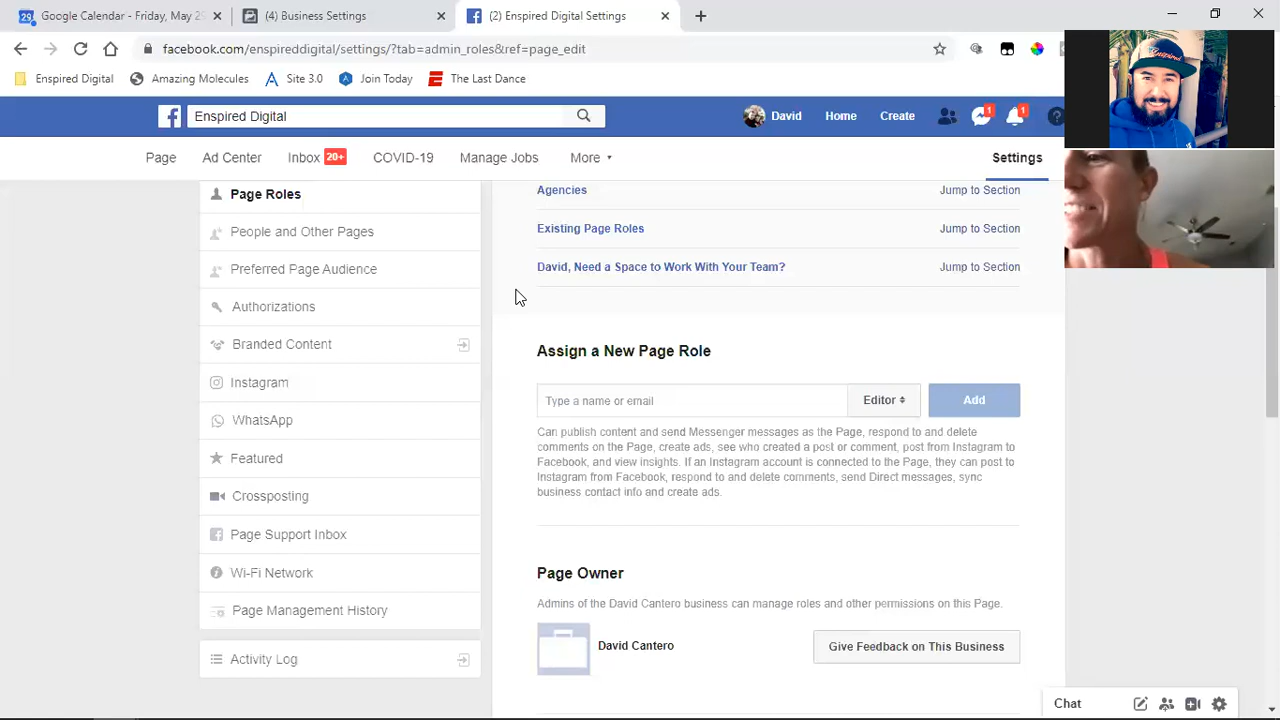 Google Calendar - Friday, May 29
(4) Business Settings
(2) Enspired Digital Settings
facebook.com/enspireddigital/settings/?tab=admin_roles&ref=page_edit
Enspired Digital
Amazing Molecules
Site 3.0
Join Today
The Last Dance
Enspired Digital
David
Home
Create
1
1
Page
Ad Center
Inbox 20+
COVID-19
Manage Jobs
More
Settings
Page Roles
People and Other Pages
Preferred Page Audience
Authorizations
Branded Content
Instagram
WhatsApp
Featured
Crossposting
Page Support Inbox
Wi-Fi Network
Page Management History
Activity Log
Agencies
Jump to Section
Existing Page Roles
Jump to Section
David, Need a Space to Work With Your Team?
Jump to Section
Assign a New Page Role
Type a name or email
Editor
Add
Can publish content and send Messenger messages as the Page, respond to and delete
comments on the Page, create ads, see who created a post or comment, post from Instagram to
Facebook, and view insights. If an Instagram account is connected to the Page, they can post to
Instagram from Facebook, respond to and delete comments, send Direct messages, sync
business contact info and create ads.
Page Owner
Admins of the David Cantero business can manage roles and other permissions on this Page.
David Cantero
Give Feedback on This Business
Chat